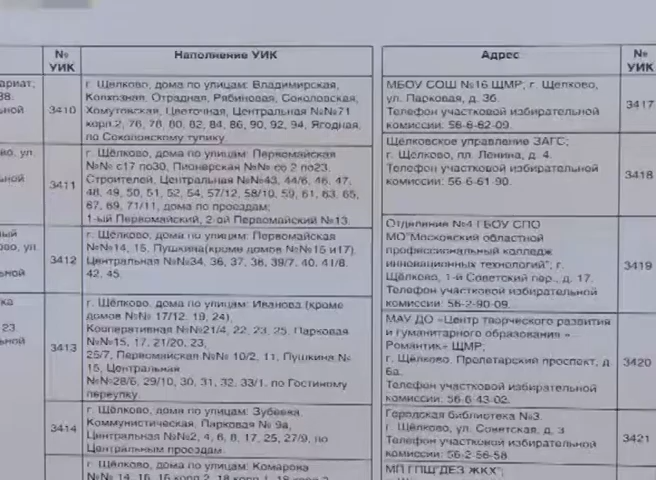 №
УИК
Наполнение УИК
3410
г. Щёлково, дома по улицам: Владимирская,
Колхозная, Отрадная, Рябиновая, Соколовская,
Хомутовская, Цветочная, Центральная №№71
корп.2, 76, 78, 80, 82, 84, 86, 90, 92, 94, Ягодная,
по Соколовскому тупику.
3411
г. Щёлково, дома по улицам: Первомайская
№№ с17 по30, Пионерская №№ со 2 по23,
Строителей, Центральная №№43, 44/6, 46, 47,
48, 49, 50, 51, 52, 54, 57/12, 58/10, 59, 61, 63, 65,
67, 69, 71/11, дома по проездам:
1-ый Первомайский, 2-ой Первомайский №13.
3412
г. Щёлково, дома по улицам: Первомайская
№№14, 15, Пушкина(кроме домов №№15 и17),
Центральная №№34, 36, 37, 38, 39/7, 40, 41/8,
42, 45.
3413
г. Щёлково, дома по улицам: Иванова (кроме
домов №№ 17/12, 19, 24),
Кооперативная №№21/4, 22, 23, 25, Парковая
№№15, 17, 21/20, 23,
25/7, Первомайская №№ 10/2, 11, Пушкина №
15, Центральная
№№28/6, 29/10, 30, 31, 32, 33/1, по Гостиному
переулку.
3414
г. Щёлково, дома по улицам: Зубеева,
Коммунистическая, Парковая № 9а,
Центральная №№2, 4, 6, 8, 17, 25, 27/9, по
Центральным проездам.
г. Щёлково, дома по улицам: Комарова
Адрес
№
УИК
МБОУ СОШ №16 ЩМР, г. Щёлково,
ул. Парковая, д. 3б.
Телефон участковой избирательной
комиссии: 56-6-82-09.
3417
Щёлковское управление ЗАГС;
г. Щёлково, пл. Ленина, д. 4.
Телефон участковой избирательной
комиссии: 56-6-61-90.
3418
Отделение №4 ГБОУ СПО
МО"Московский областной
профессиональный колледж
инновационных технологий"; г.
Щёлково, 1-й Советский пер., д. 17.
Телефон участковой избирательной
комиссии: 56-2-90-09.
3419
МАУ ДО «Центр творческого развития
и гуманитарного образования «
Романтик» ЩМР;
г. Щёлково, Пролетарский проспект, д.
6а.
Телефон участковой избирательной
комиссии: 56-6-43-02.
3420
Городская библиотека №3.
г. Щёлково, ул. Советская, д. 3
Телефон участковой избирательной
комиссии: 56-2-56-58
3421
МП ГПЩ"ДЕЗ ЖКХ";